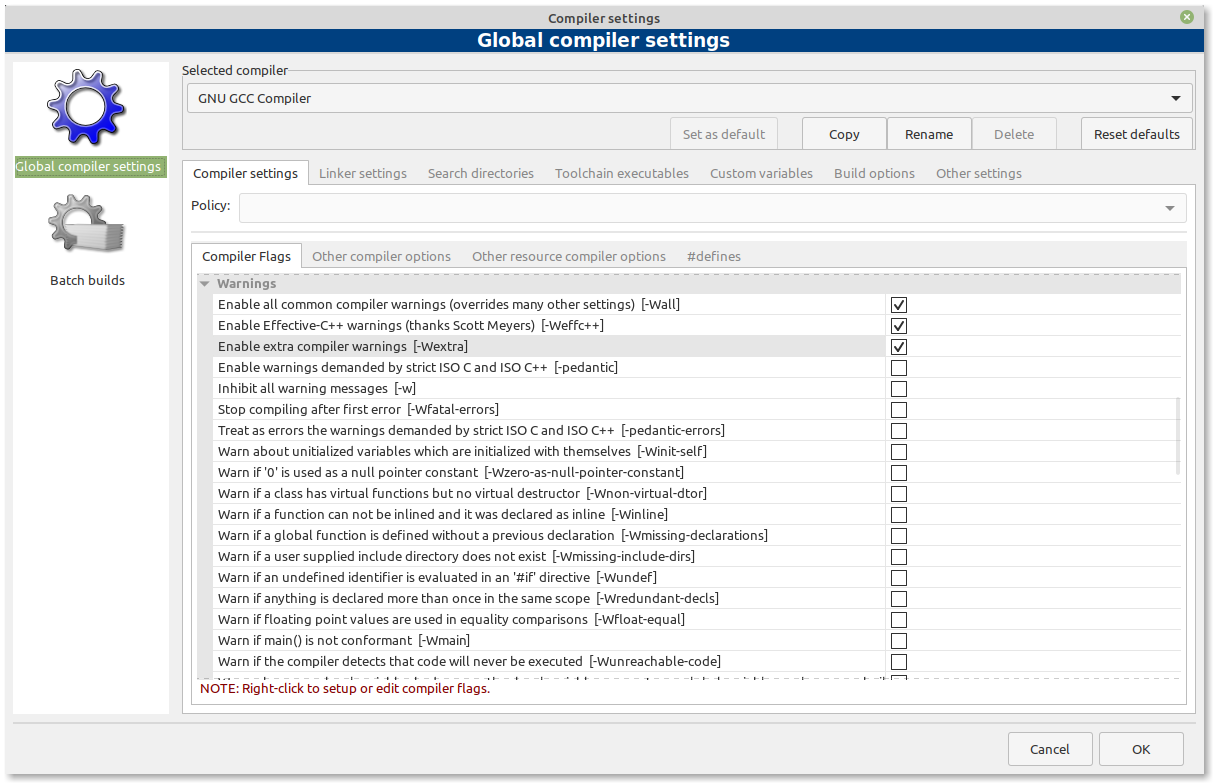 Compiler settings
Global compiler settings
Global compiler settings
Batch builds
Selected compiler
GNU GCC Compiler
Set as default Copy Rename Delete Reset defaults
Compiler settings Linker settings Search directories Toolchain executables Custom variables Build options Other settings
Policy:
Compiler Flags Other compiler options Other resource compiler options #defines
Warnings
Enable all common compiler warnings (overrides many other settings) [-Wall]
Enable Effective-C++ warnings (thanks Scott Meyers) [-Weffc++]
Enable extra compiler warnings [-Wextra]
Enable warnings demanded by strict ISO C and ISO C++ [-pedantic]
Inhibit all warning messages [-w]
Stop compiling after first error [-Wfatal-errors]
Treat as errors the warnings demanded by strict ISO C and ISO C++ [-pedantic-errors]
Warn about unitialized variables which are initialized with themselves [-Winit-self]
Warn if '0' is used as a null pointer constant [-Wzero-as-null-pointer-constant]
Warn if a class has virtual functions but no virtual destructor [-Wnon-virtual-dtor]
Warn if a function can not be inlined and it was declared as inline [-Winline]
Warn if a global function is defined without a previous declaration [-Wmissing-declarations]
Warn if a user supplied include directory does not exist [-Wmissing-include-dirs]
Warn if an undefined identifier is evaluated in an '#if' directive [-Wundef]
Warn if anything is declared more than once in the same scope [-Wredundant-decls]
Warn if floating point values are used in equality comparisons [-Wfloat-equal]
Warn if main() is not conformant [-Wmain]
Warn if the compiler detects that code will never be executed [-Wunreachable-code]
NOTE: Right-click to setup or edit compiler flags.
Cancel OK